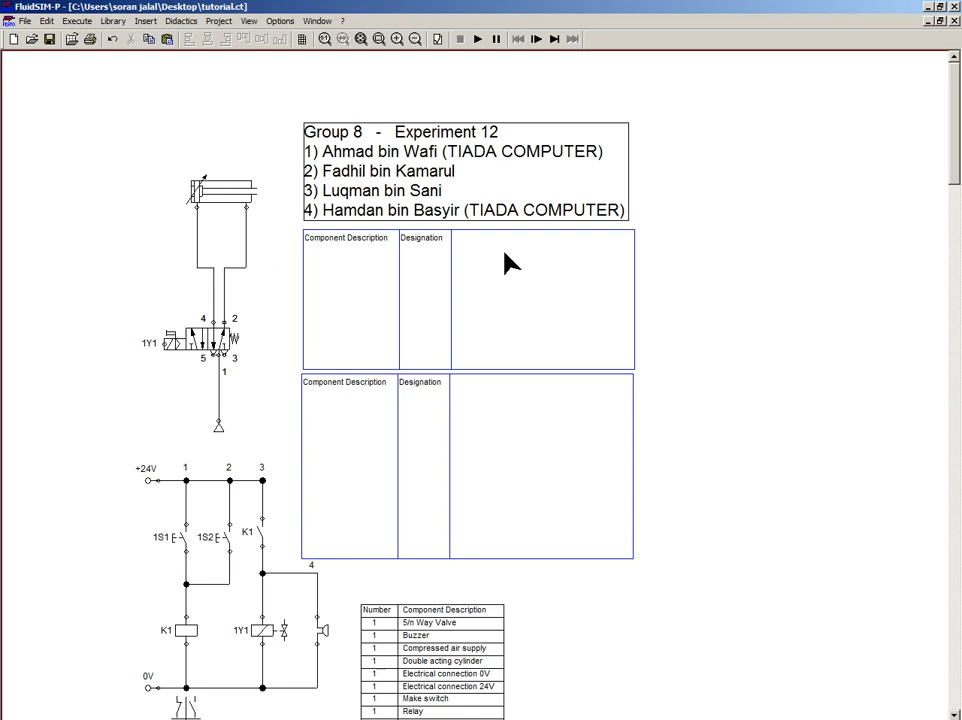 FluidSIM-P - [C:\Users\soran jalal\Desktop\tutorial.ct]
File Edit Execute Library Insert Didactics Project View Options Window ?
Group 8 - Experiment 12
1) Ahmad bin Wafi (TIADA COMPUTER)
2) Fadhil bin Kamarul
3) Luqman bin Sani
4) Hamdan bin Basyir (TIADA COMPUTER)
Component Description Designation
4 2
1Y1
5 3
1
Component Description Designation
+24V 1 2 3
1S1 1S2 K1
4
K1 1Y1
0V
Number Component Description
1 5/n Way Valve
1 Buzzer
1 Compressed air supply
1 Double acting cylinder
1 Electrical connection 0V
1 Electrical connection 24V
1 Make switch
1 Relay